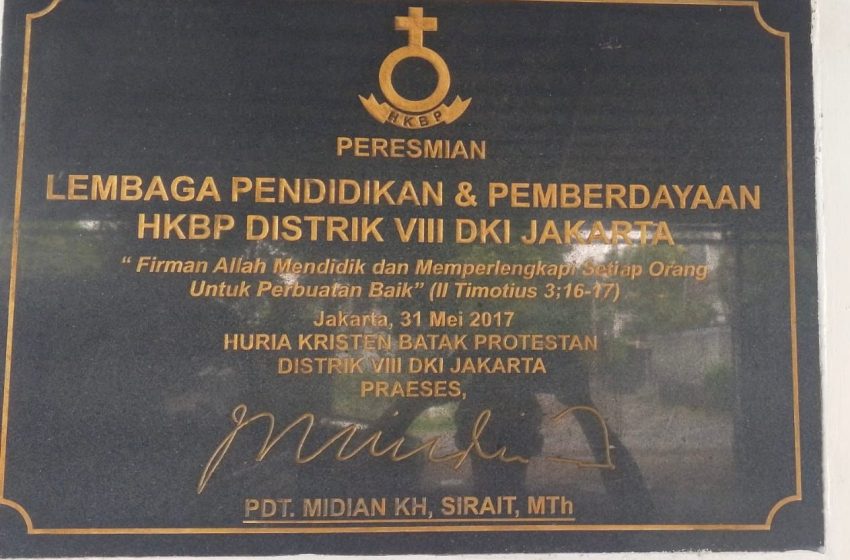 HKBP
PERESMIAN
LEMBAGA PENDIDIKAN & PEMBERDAYAAN
HKBP DISTRIK VIII DKI JAKARTA
“ Firman Allah Mendidik dan Memperlengkapi Setiap Orang
Untuk Perbuatan Baik” (II Timotius 3;16-17)
Jakarta, 31 Mei 2017
HURIA KRISTEN BATAK PROTESTAN
DISTRIK VIII DKI JAKARTA
PRAESES,
PDT. MIDIAN KH, SIRAIT, MTh